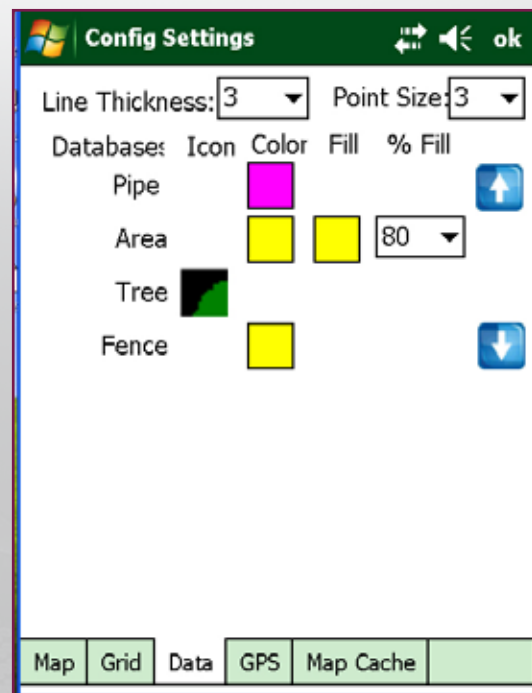 Config Settings ok
Line Thickness: 3 Point Size: 3
Databases Icon Color Fill % Fill
Pipe
Area 80
Tree
Fence
Map Grid Data GPS Map Cache